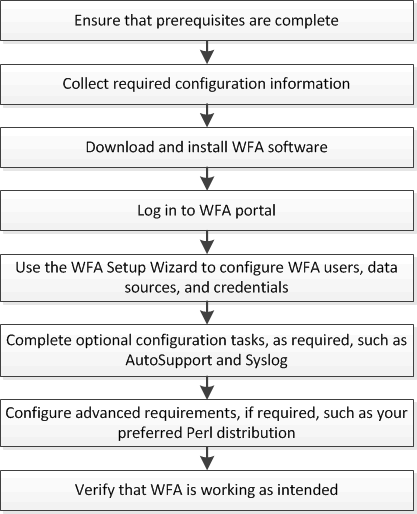 Ensure that prerequisites are complete
Collect required configuration information
Download and install WFA software
Log in to WFA portal
Use the WFA Setup Wizard to configure WFA users, data
sources, and credentials
Complete optional configuration tasks, as required, such as
AutoSupport and Syslog
Configure advanced requirements, if required, such as your
preferred Perl distribution
Verify that WFA is working as intended